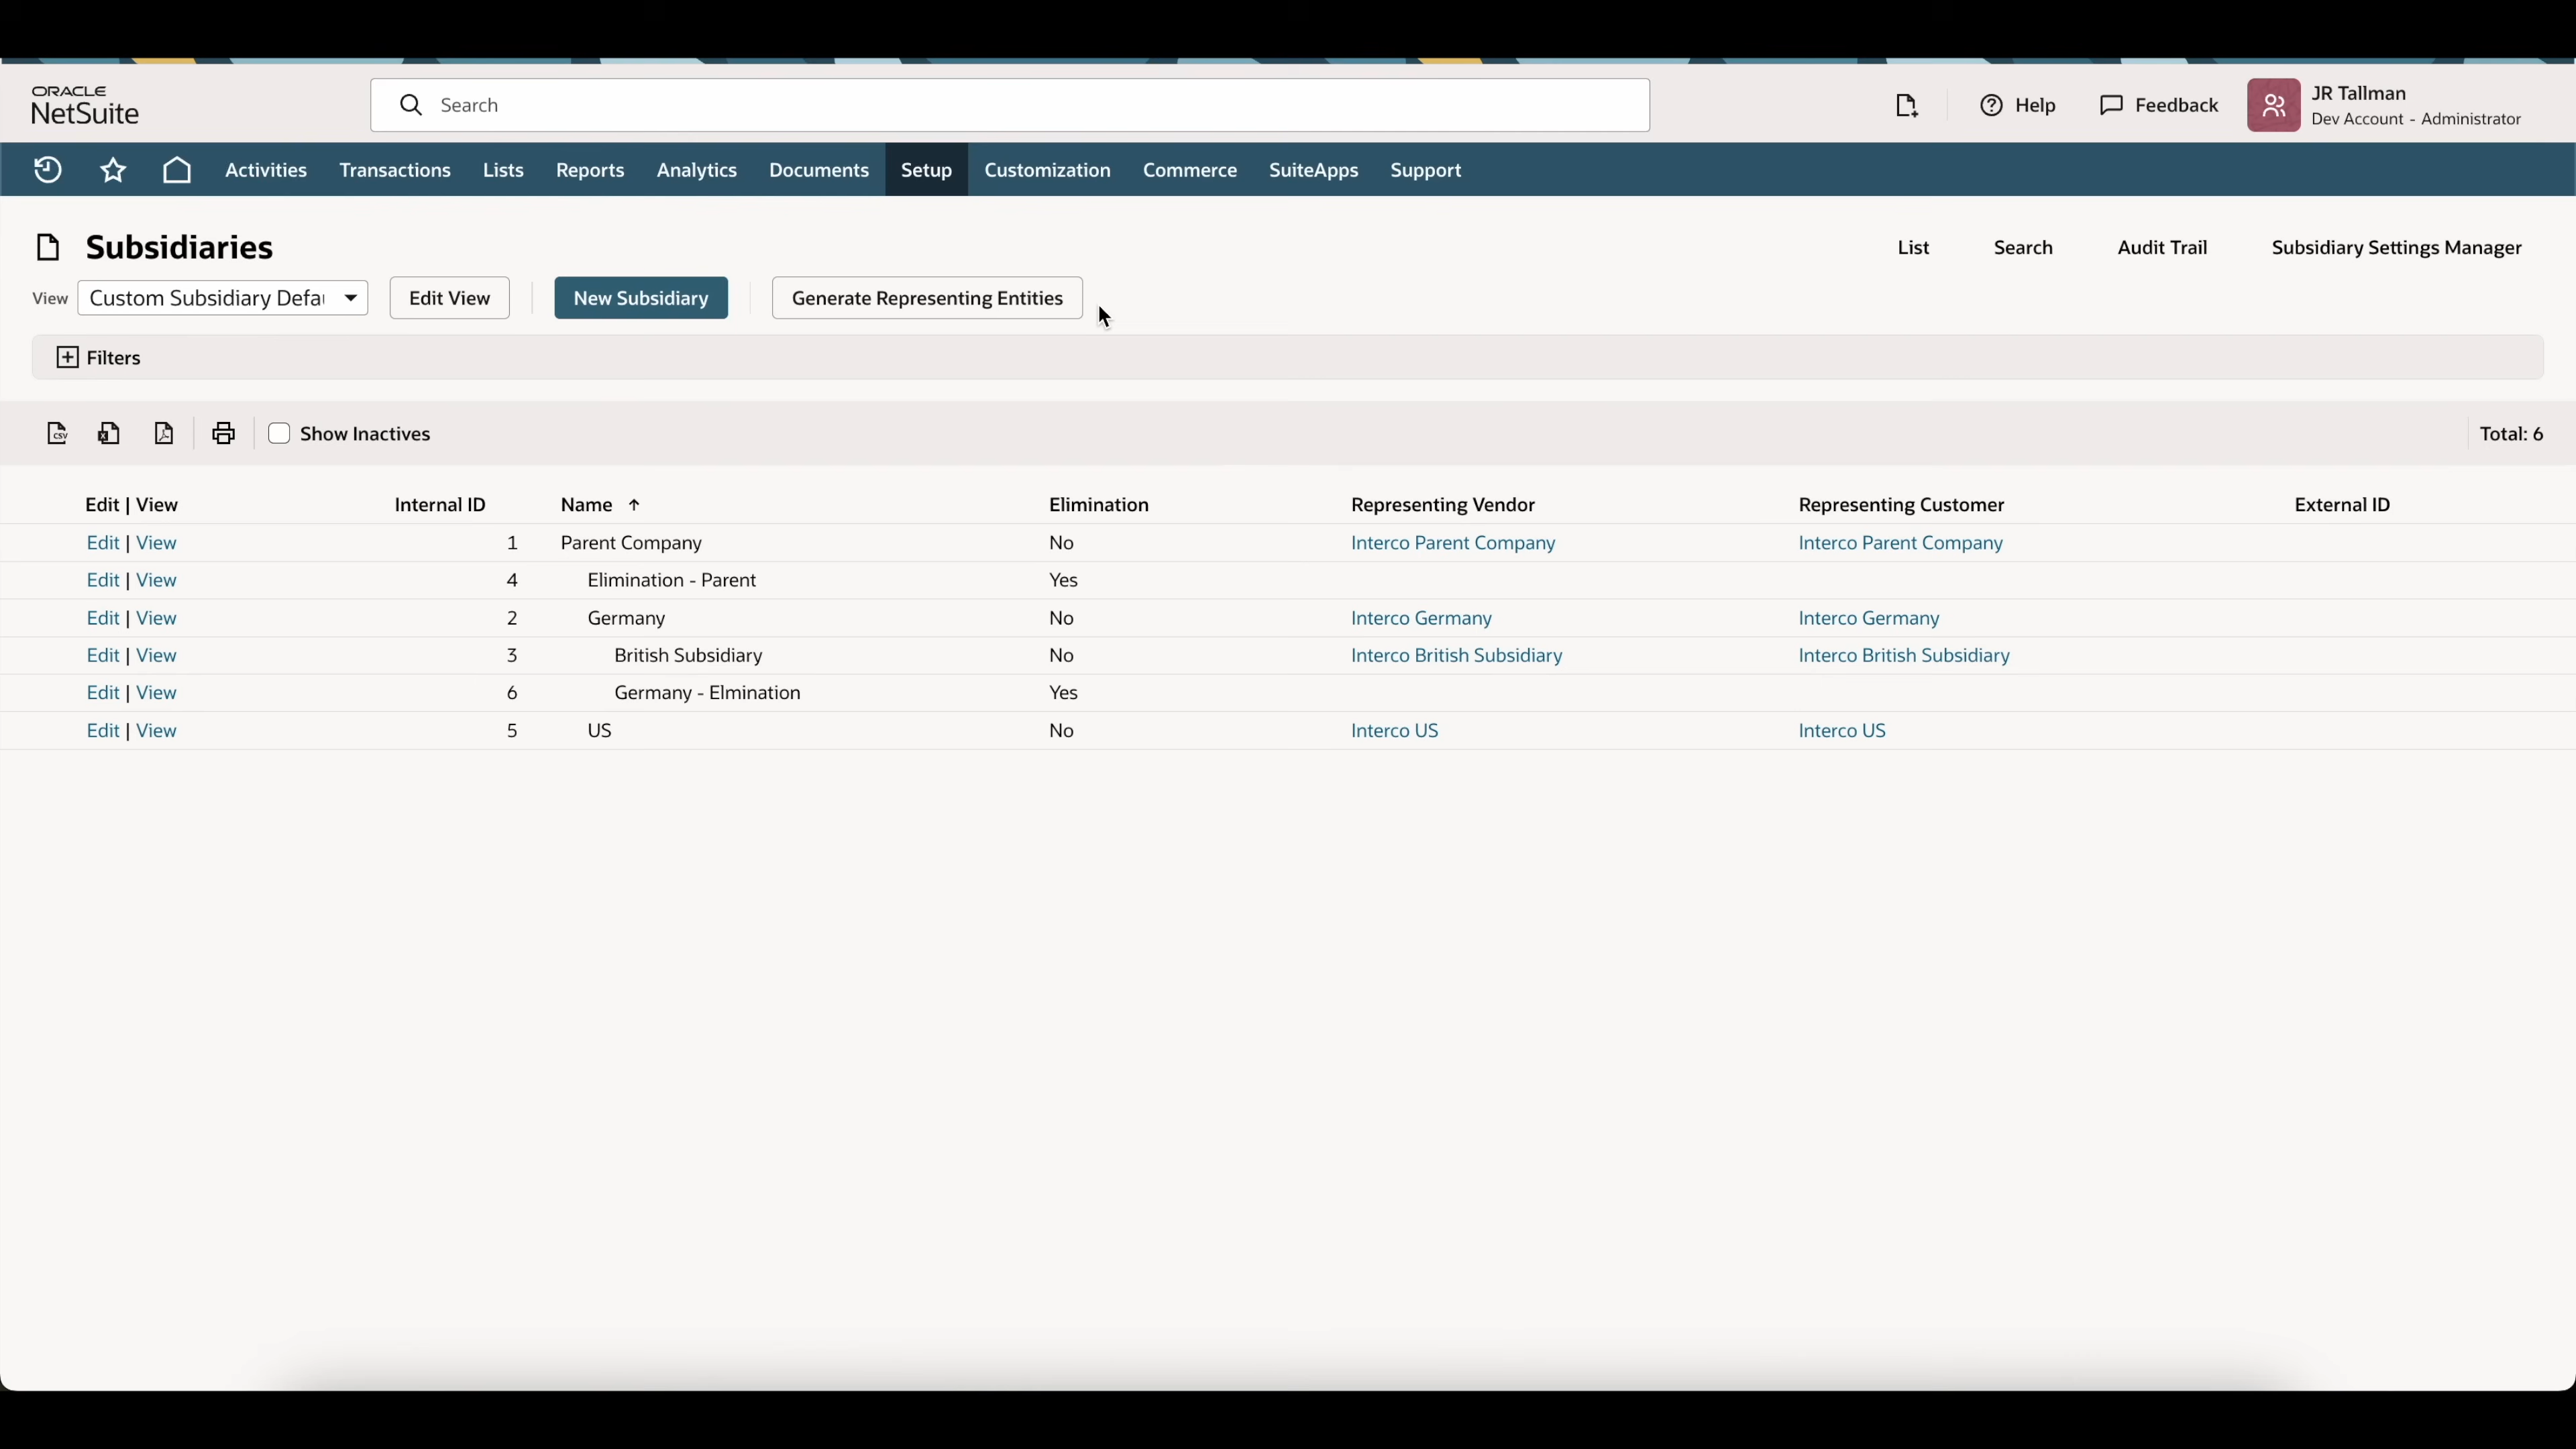 ORACLE
NetSuite
Search
Help
Feedback
JR Tallman
Dev Account - Administrator
Activities Transactions Lists Reports Analytics Documents Setup Customization Commerce SuiteApps Support
Subsidiaries
List Search Audit Trail Subsidiary Settings Manager
View Custom Subsidiary Defau Edit View New Subsidiary Generate Representing Entities
Filters
CSV Show Inactives Total: 6
Edit | View Internal ID Name ↑ Elimination Representing Vendor Representing Customer External ID
Edit | View 1 Parent Company No Interco Parent Company Interco Parent Company
Edit | View 4 Elimination - Parent Yes
Edit | View 2 Germany No Interco Germany Interco Germany
Edit | View 3 British Subsidiary No Interco British Subsidiary Interco British Subsidiary
Edit | View 6 Germany - Elmination Yes
Edit | View 5 US No Interco US Interco US